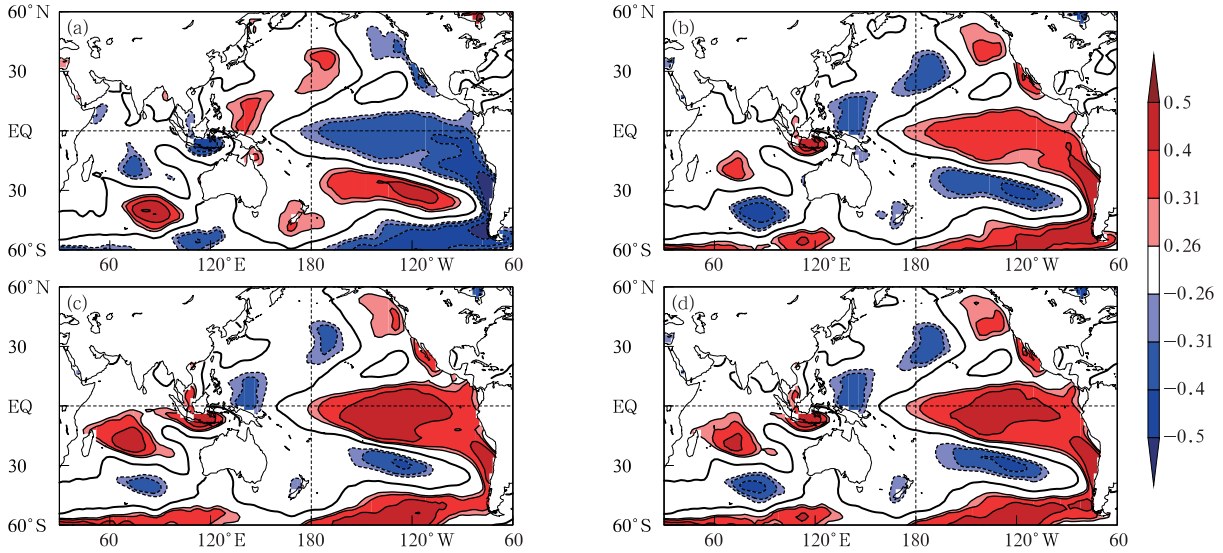 60°N (a) (b)
30 30
EQ EQ
30 30
60°S 60°S
60 120°E 180 120°W 60 60 120°E 180 120°W 60
60°N (c) (d) 60°N
30 30
EQ EQ
30 30
60°S 60°S
60 120°E 180 120°W 60 60 120°E 180 120°W 60
0.5
0.4
0.31
0.26
−0.26
−0.31
−0.4
−0.5